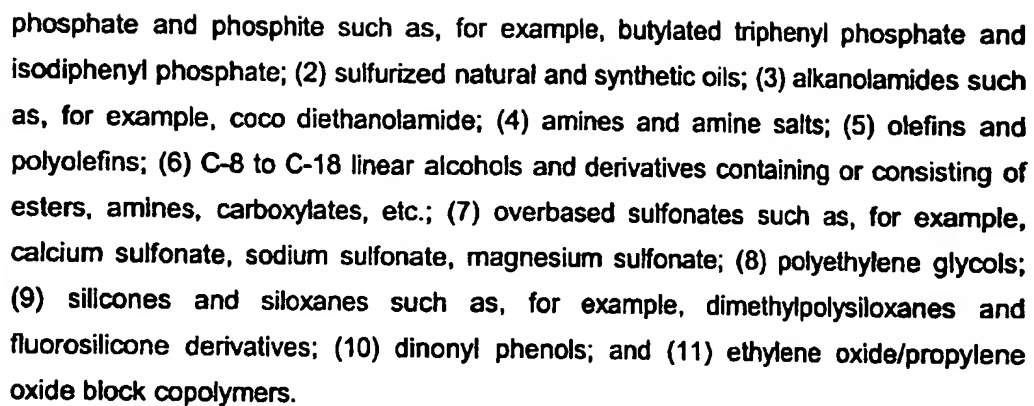 phosphate and phosphite such as, for example, butylated triphenyl phosphate and
isodiphenyl phosphate; (2) sulfurized natural and synthetic oils; (3) alkanolamides such
as, for example, coco diethanolamide; (4) amines and amine salts; (5) olefins and
polyolefins; (6) C-8 to C-18 linear alcohols and derivatives containing or consisting of
esters, amines, carboxylates, etc.; (7) overbased sulfonates such as, for example,
calcium sulfonate, sodium sulfonate, magnesium sulfonate; (8) polyethylene glycols;
(9) silicones and siloxanes such as, for example, dimethylpolysiloxanes and
fluorosilicone derivatives; (10) dinonyl phenols; and (11) ethylene oxide/propylene
oxide block copolymers.